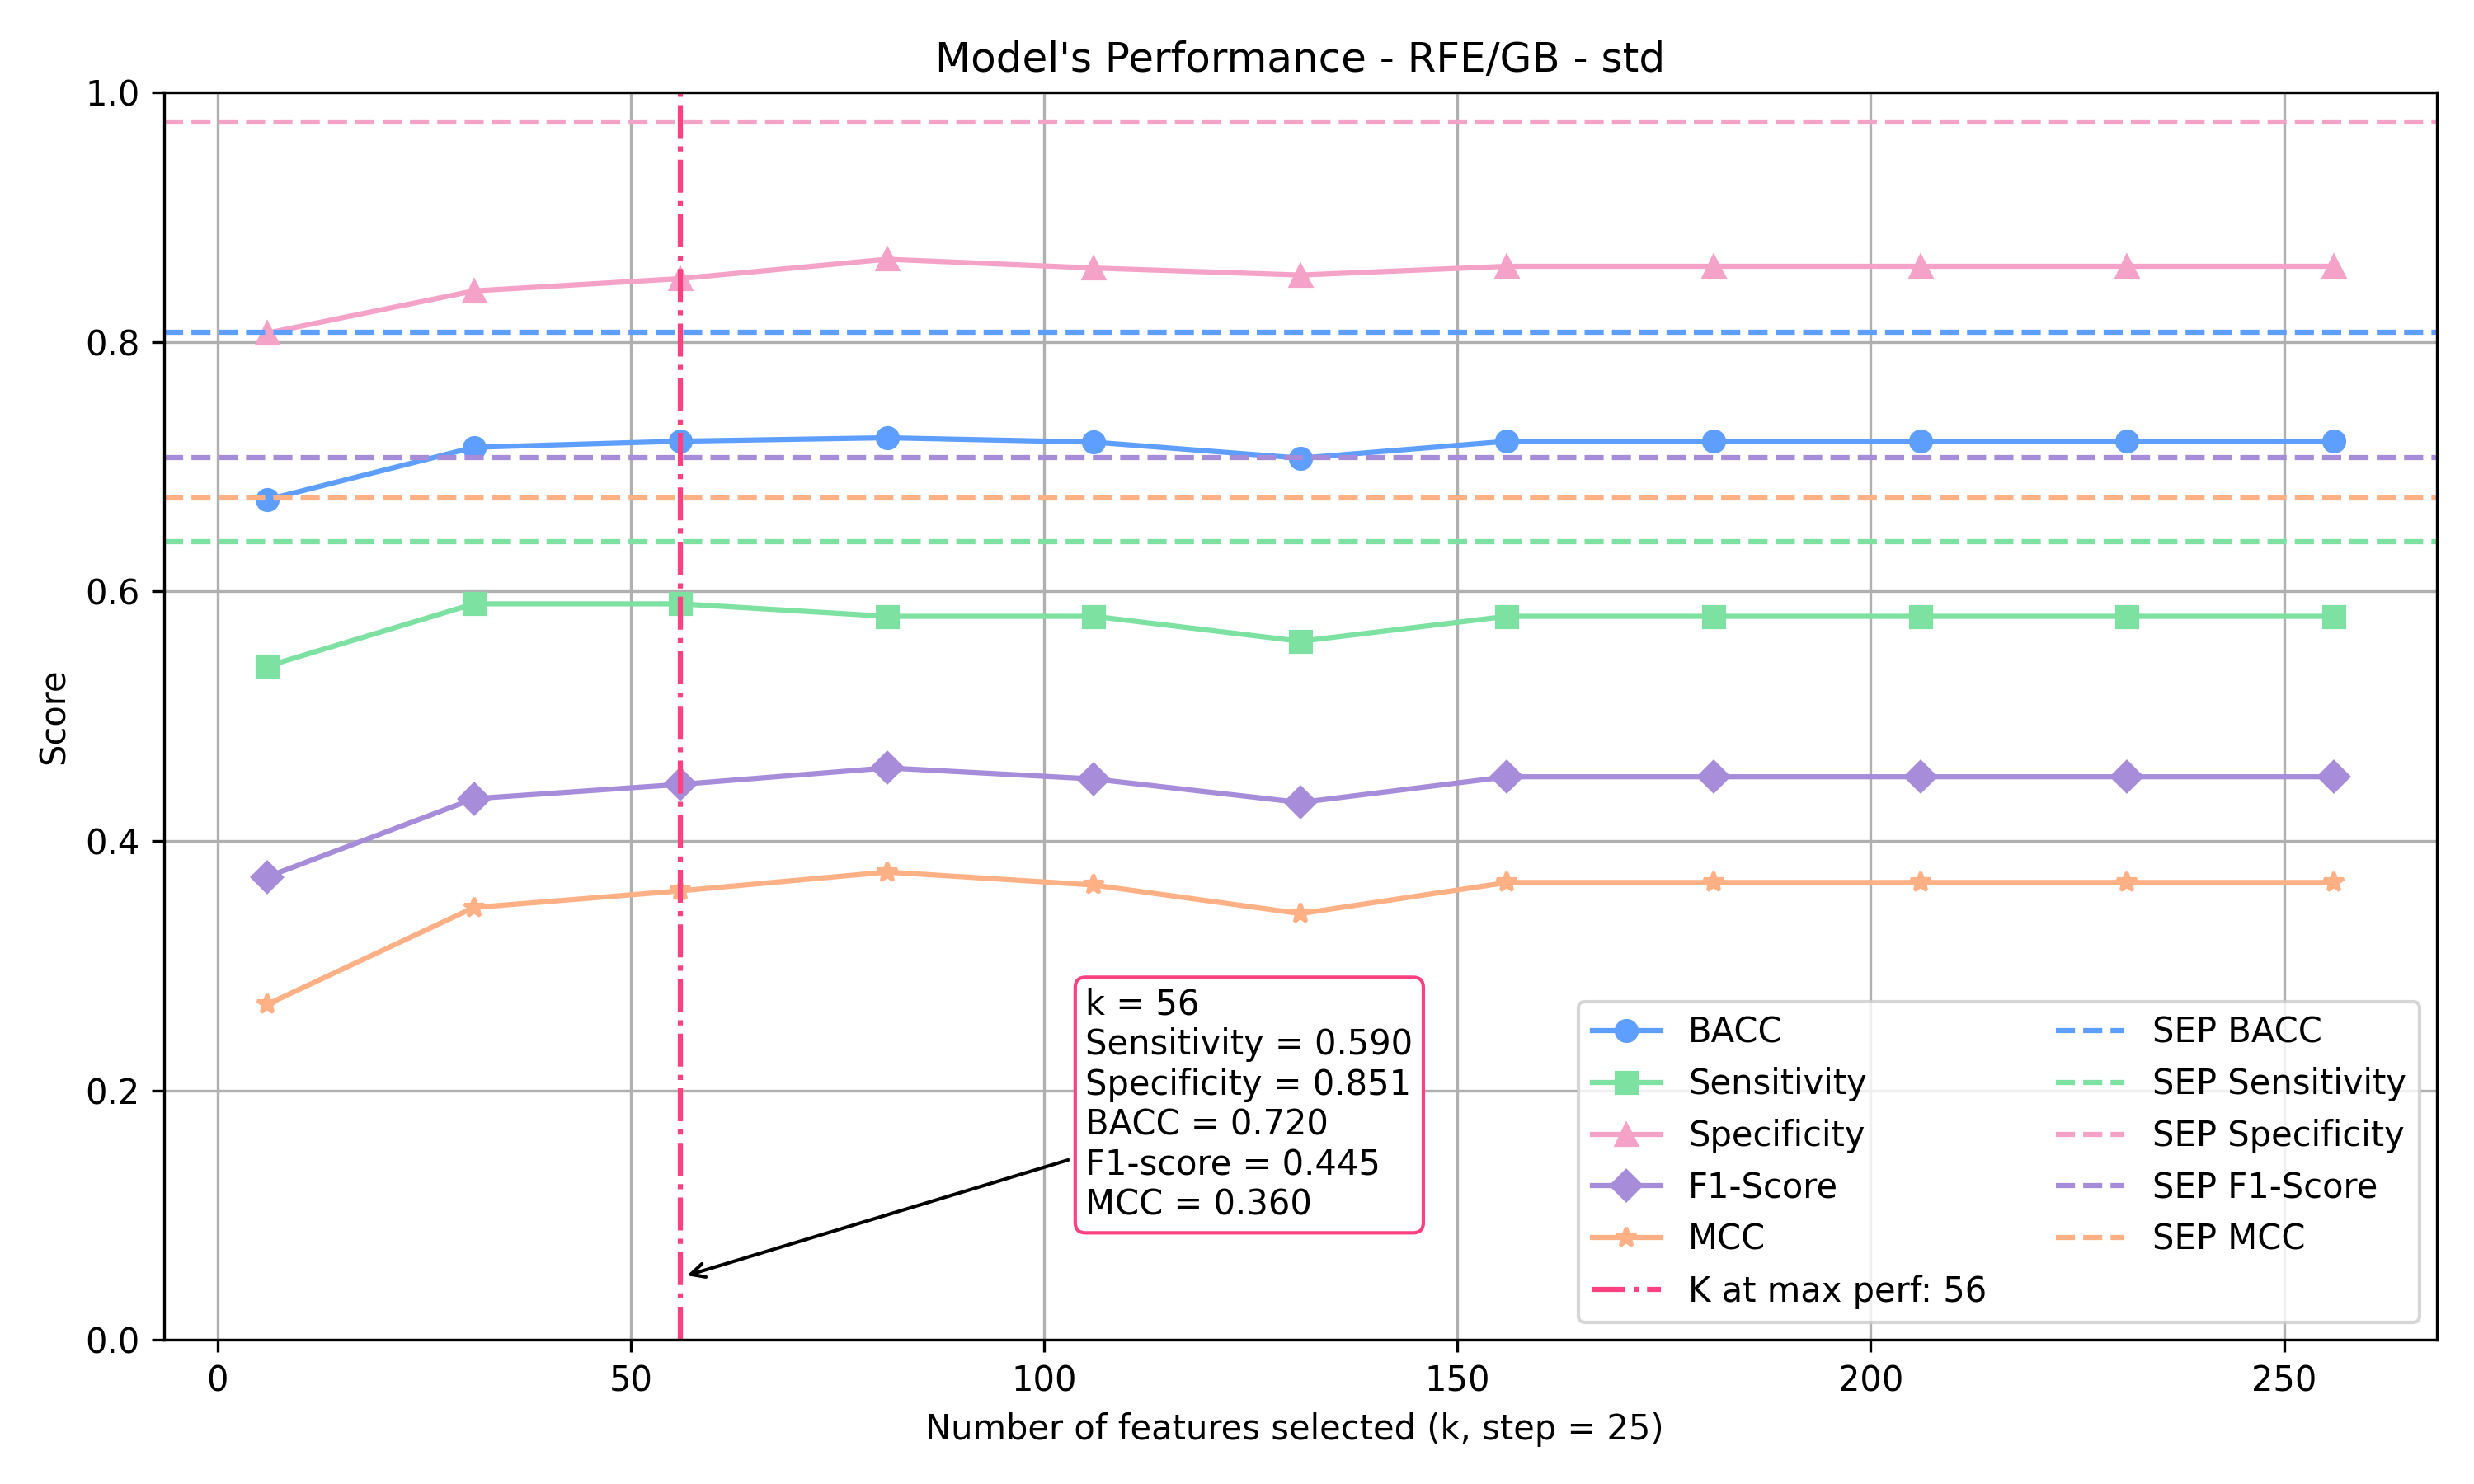 Model's Performance - RFE/GB - std
1.0
0.8
0.6
0.4
0.2
0.0
Score
0
50
100
150
200
250
Number of features selected (k, step = 25)
k = 56
Sensitivity = 0.590
Specificity = 0.851
BACC = 0.720
F1-score = 0.445
MCC = 0.360
BACC
Sensitivity
Specificity
F1-Score
MCC
K at max perf: 56
SEP BACC
SEP Sensitivity
SEP Specificity
SEP F1-Score
SEP MCC